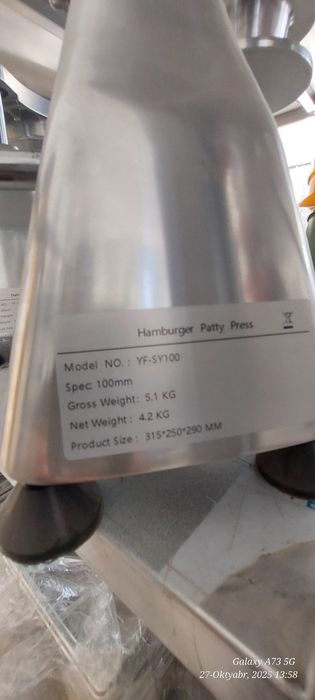 Hamburger Patty Press
Model NO. : YF-SY100
Spec: 100mm
Gross Weight: 5.1 KG
Net Weight : 4.2 KG
Product Size : 315*250*290 MM
Galaxy A73 5G
27-Oktyabr, 2025 13:58